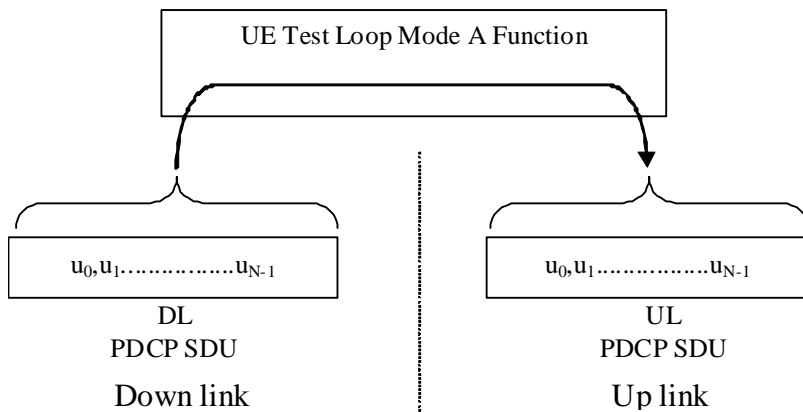 UE Test Loop Mode A Function
u0,u1.................uN-1
u0,u1.................uN-1
DL
PDCP SDU
UL
PDCP SDU
Down link
Up link